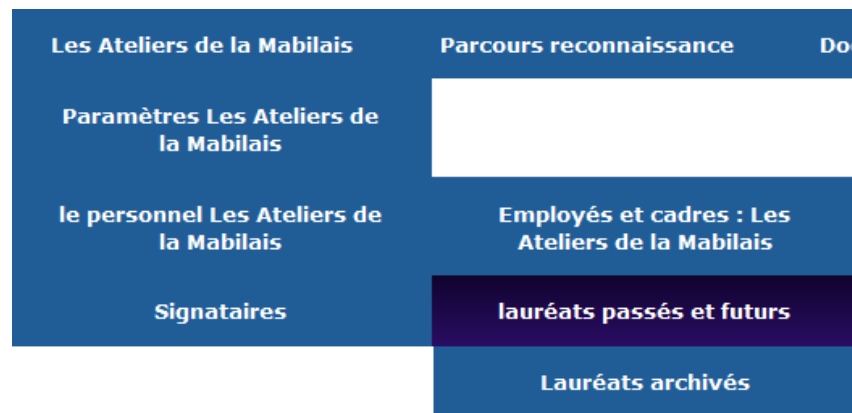 Les Ateliers de la Mabilais
Parcours reconnaissance
Paramètres Les Ateliers de
la Mabilais
le personnel Les Ateliers de
la Mabilais
Employés et cadres : Les
Ateliers de la Mabilais
Signataires
lauréats passés et futurs
Lauréats archivés